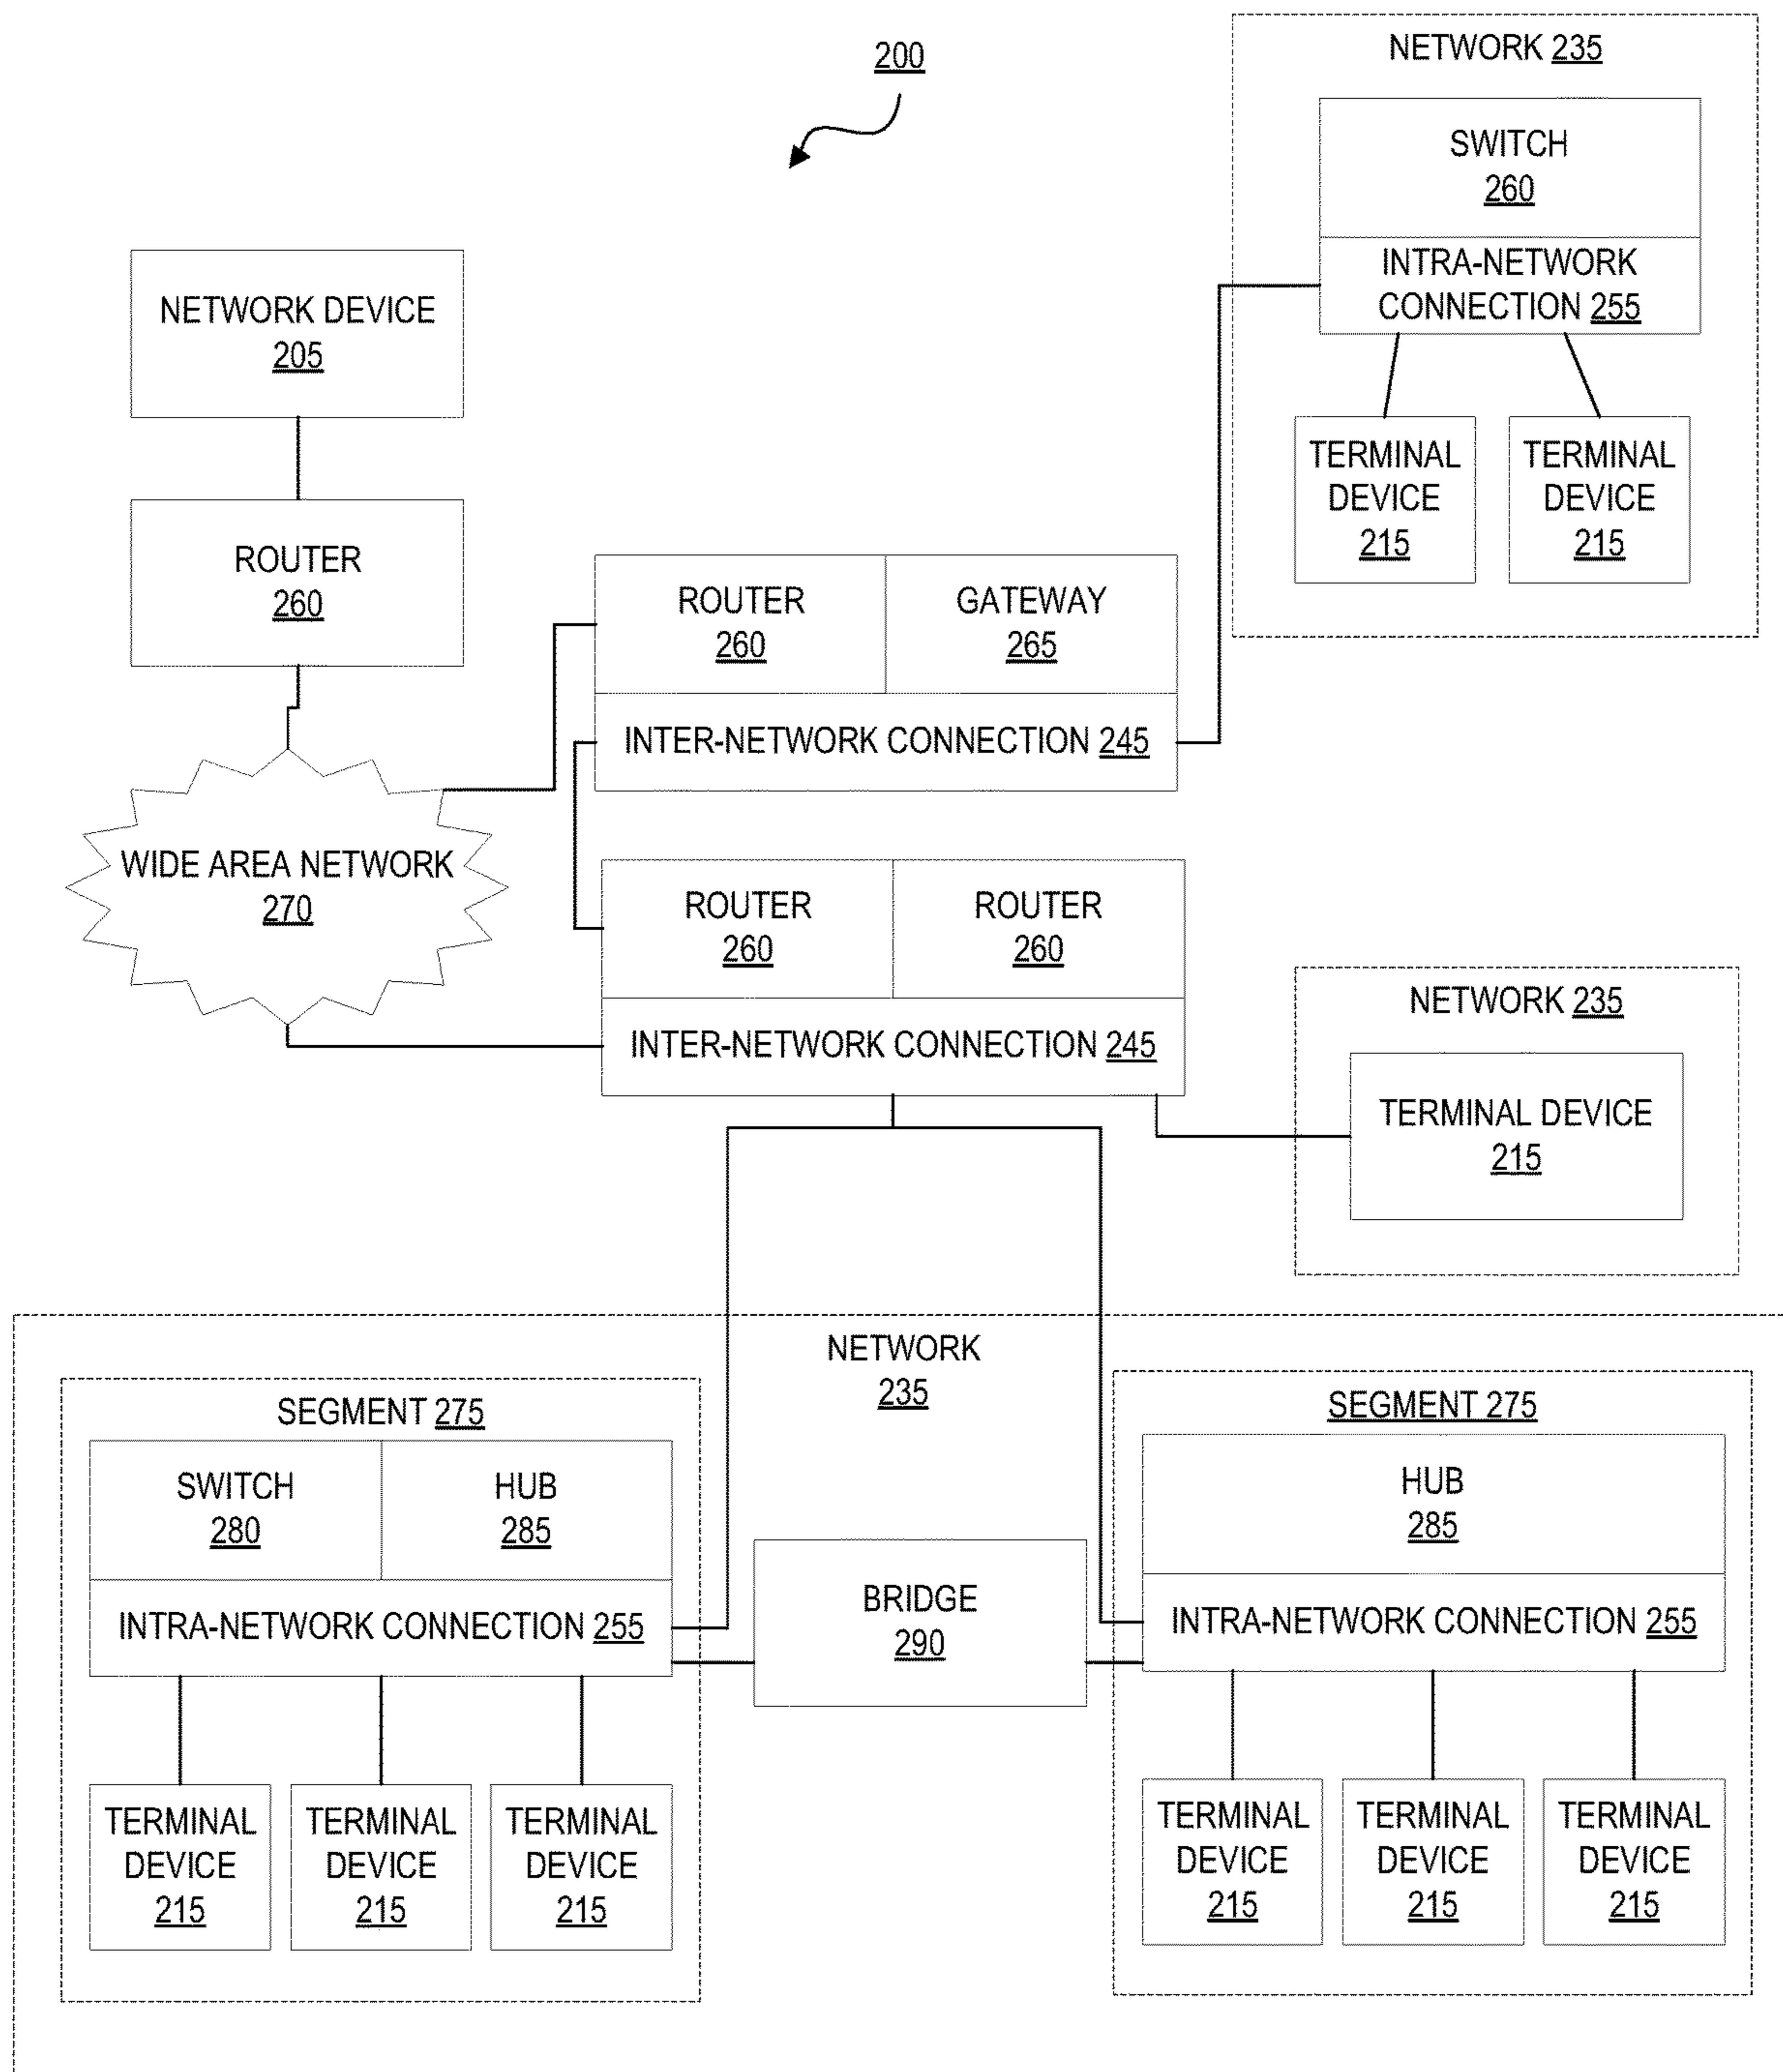 200
NETWORK 235
SWITCH
260
INTRA-NETWORK
CONNECTION 255
TERMINAL
DEVICE
215
TERMINAL
DEVICE
215
NETWORK DEVICE
205
ROUTER
260
ROUTER
260
GATEWAY
265
INTER-NETWORK CONNECTION 245
WIDE AREA NETWORK
270
ROUTER
260
ROUTER
260
INTER-NETWORK CONNECTION 245
NETWORK 235
TERMINAL DEVICE
215
NETWORK
235
SEGMENT 275
SWITCH
280
HUB
285
INTRA-NETWORK CONNECTION 255
TERMINAL
DEVICE
215
TERMINAL
DEVICE
215
TERMINAL
DEVICE
215
BRIDGE
290
SEGMENT 275
HUB
285
INTRA-NETWORK CONNECTION 255
TERMINAL
DEVICE
215
TERMINAL
DEVICE
215
TERMINAL
DEVICE
215